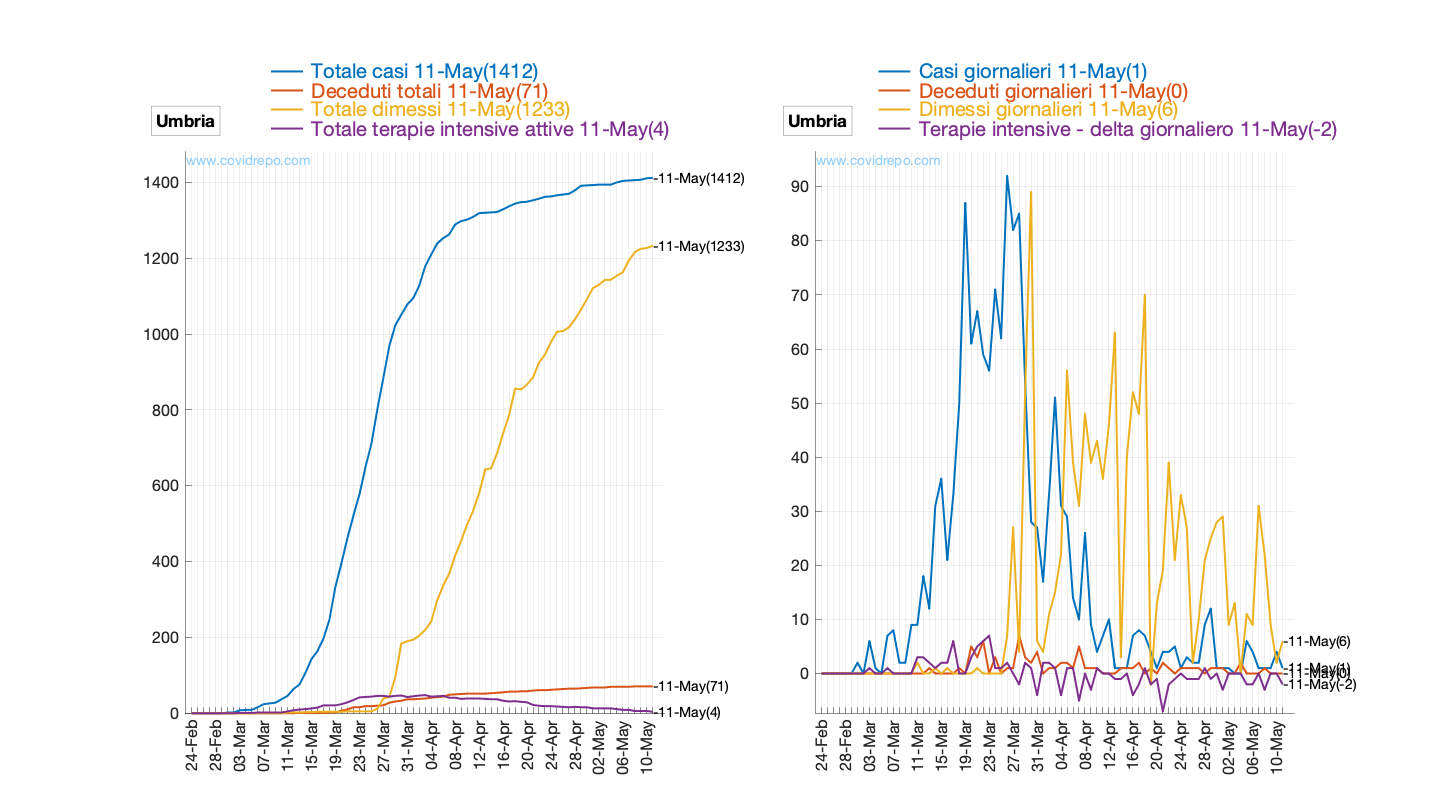 Totale casi 11-May(1412)
Deceduti totali 11-May(71)
Totale dimessi 11-May(1233)
Totale terapie intensive attive 11-May(4)
Umbria
www.covidrepo.com
1400
1200
1000
800
600
400
200
0
-11-May(1412)
-11-May(1233)
-11-May(71)
-11-May(4)
24-Feb
28-Feb
03-Mar
07-Mar
11-Mar
15-Mar
19-Mar
23-Mar
27-Mar
31-Mar
04-Apr
08-Apr
12-Apr
16-Apr
20-Apr
24-Apr
28-Apr
02-May
06-May
10-May
Casi giornalieri 11-May(1)
Deceduti giornalieri 11-May(0)
Dimessi giornalieri 11-May(6)
Terapie intensive - delta giornaliero 11-May(-2)
Umbria
www.covidrepo.com
90
80
70
60
50
40
30
20
10
0
-11-May(6)
-11-May(1)
-11-May(0)
-11-May(-2)
24-Feb
28-Feb
03-Mar
07-Mar
11-Mar
15-Mar
19-Mar
23-Mar
27-Mar
31-Mar
04-Apr
08-Apr
12-Apr
16-Apr
20-Apr
24-Apr
28-Apr
02-May
06-May
10-May